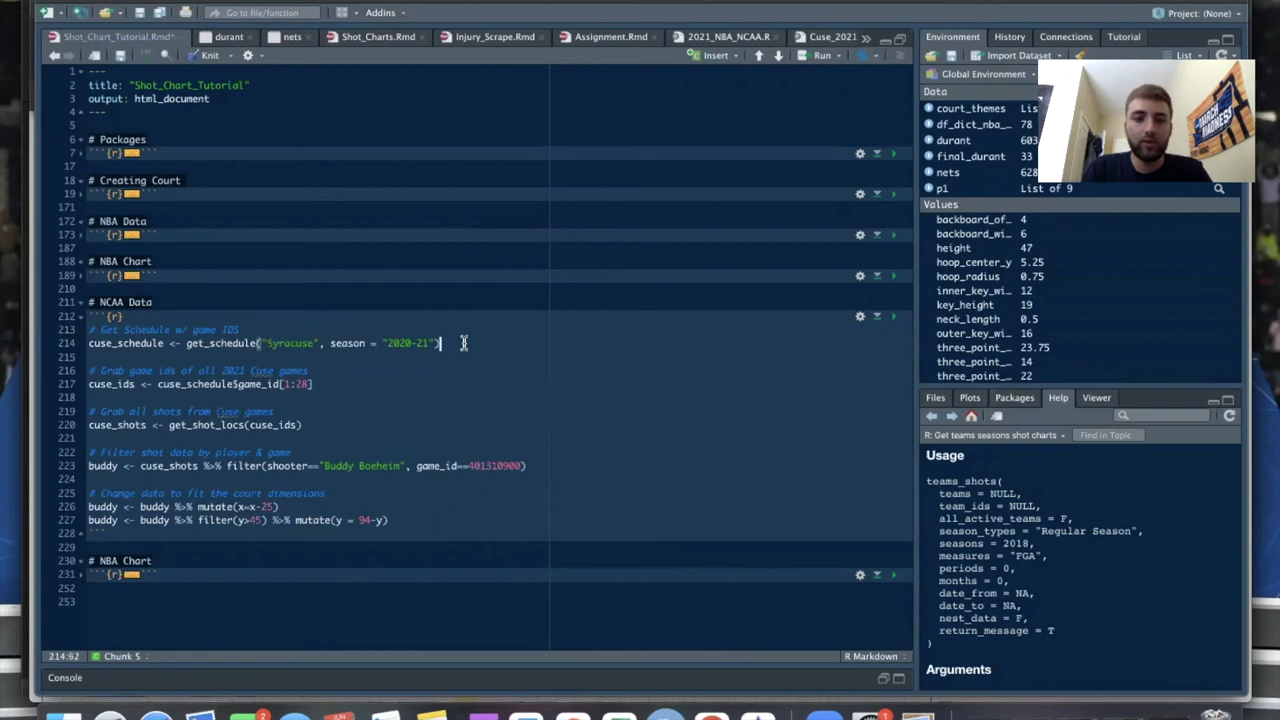 Go to file/function
Addins
Project: (None)
Shot_Chart_Tutorial.Rmd*
durant
nets
Shot_Charts.Rmd
Injury_Scrape.Rmd
Assignment.Rmd
2021_NBA_NCAA.R
Cuse_2021
Knit
Insert
Run
1 ---
2 title: "Shot_Chart_Tutorial"
3 output: html_document
4 ---
5
6 # Packages
7 ```{r}
17
18 # Creating Court
19 ```{r}
171
172 # NBA Data
173 ```{r}
187
188 # NBA Chart
189 ```{r}
210
211 # NCAA Data
212 ```{r}
213 # Get Schedule w/ game IDS
214 cuse_schedule <- get_schedule("Syracuse", season = "2020-21")
215
216 # Grab game ids of all 2021 Cuse games
217 cuse_ids <- cuse_schedule$game_id[1:28]
218
219 # Grab all shots from Cuse games
220 cuse_shots <- get_shot_locs(cuse_ids)
221
222 # Filter shot data by player & game
223 buddy <- cuse_shots %>% filter(shooter=="Buddy Boeheim", game_id==401310900)
224
225 # Change data to fit the court dimensions
226 buddy <- buddy %>% mutate(x=x-25)
227 buddy <- buddy %>% filter(y>45) %>% mutate(y = 94-y)
228 ```
229
230 # NBA Chart
231 ```{r}
252
253
214:62
Chunk 5
R Markdown
Console
Environment
History
Connections
Tutorial
Import Dataset
List
Global Environment
Data
court_themes Lis
df_dict_nba_… 78
durant 603
final_durant 33
nets 628
p1 List of 9
Values
backboard_of… 4
backboard_wi… 6
height 47
hoop_center_y 5.25
hoop_radius 0.75
inner_key_wi… 12
key_height 19
neck_length 0.5
outer_key_wi… 16
three_point_… 23.75
three_point_… 14
three_point_… 22
MARCH
MADNESS
Files
Plots
Packages
Help
Viewer
R: Get teams seasons shot charts
Find in Topic
Usage
teams_shots(
teams = NULL,
team_ids = NULL,
all_active_teams = F,
season_types = "Regular Season",
seasons = 2018,
measures = "FGA",
periods = 0,
months = 0,
date_from = NA,
date_to = NA,
nest_data = F,
return_message = T
)
Arguments